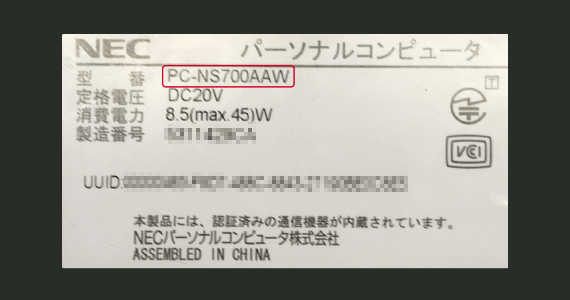 NEC パーソナルコンピュータ
型 番 PC-NS700AAW
定格電圧 DC20V
消費電力 8.5(max.45)W
製造番号
UUID:
本製品には、認証済みの通信機器が内蔵されています。
NECパーソナルコンピュータ株式会社
ASSEMBLED IN CHINA
T
VCI